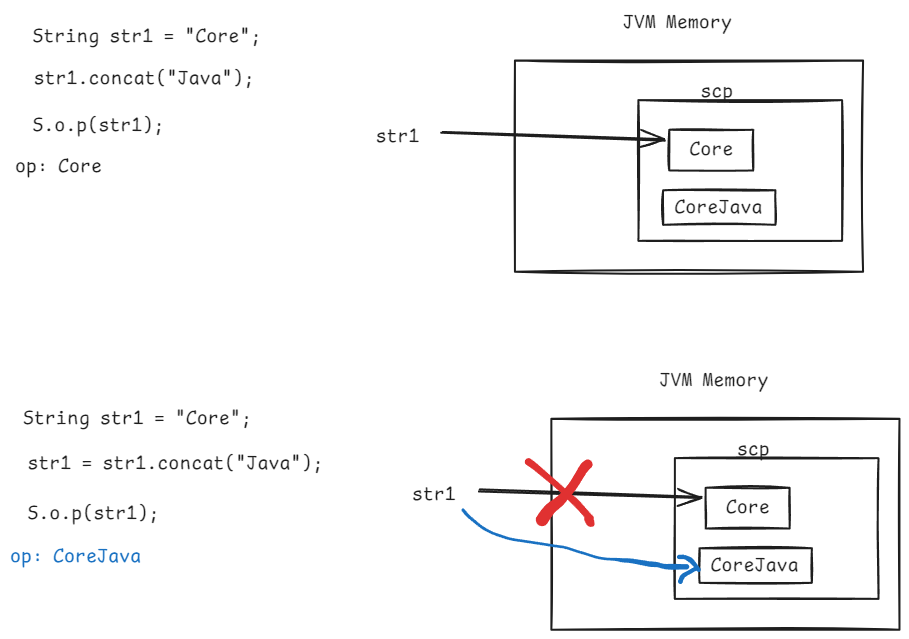 String str1 = "Core";
str1.concat("Java");
S.o.p(str1);
op: Core
JVM Memory
scp
str1
Core
CoreJava
String str1 = "Core";
str1 = str1.concat("Java");
S.o.p(str1);
op: CoreJava
JVM Memory
scp
str1
Core
CoreJava